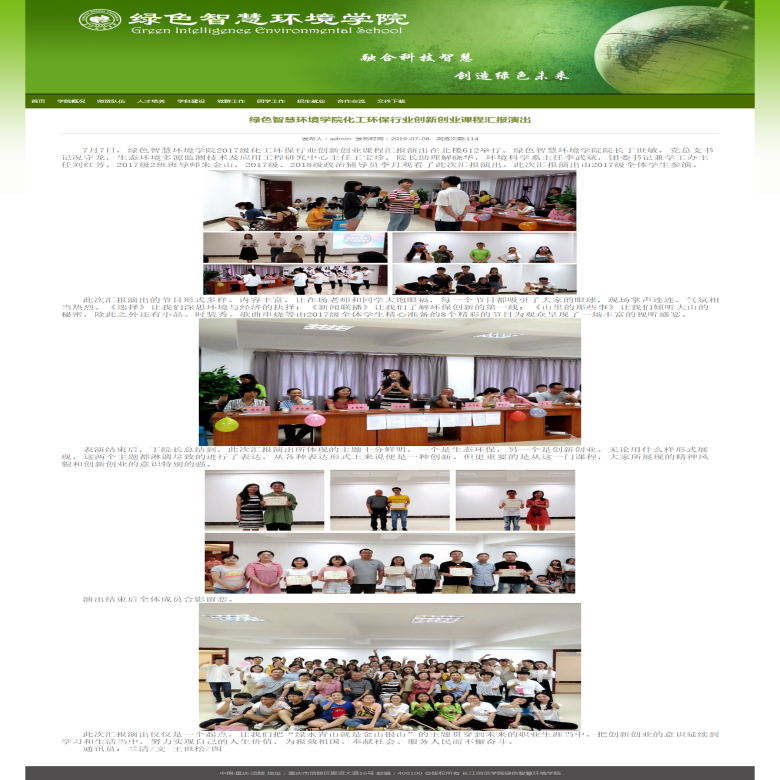 绿色智慧环境学院
Green Intelligence Environmental School
融合科技智慧
创造绿色未来
首页 学院概况 师资队伍 人才培养 学科建设 党群工作 团学工作 招生就业 合作交流 文件下载
绿色智慧环境学院化工环保行业创新创业课程汇报演出
发布人：admin 发布时间：2019-07-08 浏览次数:114
7月7日，绿色智慧环境学院2017级化工环保行业创新创业课程汇报演出在北楼612举行。绿色智慧环境学院院长丁世敏，党总支书
记况守龙，生态环境多源监测技术及应用工程研究中心主任王宝珍，院长助理解晓华，环境科学系主任李武斌，团委书记兼学工办主
任刘红芳，2017级2班班导师朱金山，2017级、2018级政治辅导员李月观看了此次汇报演出。此次汇报演出由2017级全体学生参演。
此次汇报演出的节目形式多样，内容丰富，让在场老师和同学大饱眼福。每一个节目都吸引了大家的眼球，现场掌声连连，气氛相
当热烈。《选择》让我们深思环境与经济的抉择；《新闻联播》让我们了解环保创新的第一线；《山里的那些事》让我们倾听大山的
秘密。除此之外还有小品、时装秀、歌曲串烧等由2017级全体学生精心准备的8个精彩的节目为观众呈现了一场丰富的视听盛宴。
表演结束后，丁院长总结到，此次汇报演出所体现的主题十分鲜明，一个是生态环保，另一个是创新创业。无论用什么样形式展
现，这两个主题都淋漓尽致的进行了表达，从各种表达形式上来说便是一种创新。但更重要的是从这一门课程，大家所展现的精神风
貌和创新创业的意识特别的强。
演出结束后全体成员合影留恋。
此次汇报演出仅仅是一个起点，让我们把“绿水青山就是金山银山”的主题贯穿到未来的职业生涯当中，把创新创业的意识延续到
学习和生活当中，努力实现自己的人生价值，为报效祖国、奉献社会、服务人民而不懈奋斗。
通讯员：兰清/文 王世松/图
中国·重庆·涪陵 地址：重庆市涪陵区聚贤大道16号 邮编：408100 @版权所有 长江师范学院绿色智慧环境学院